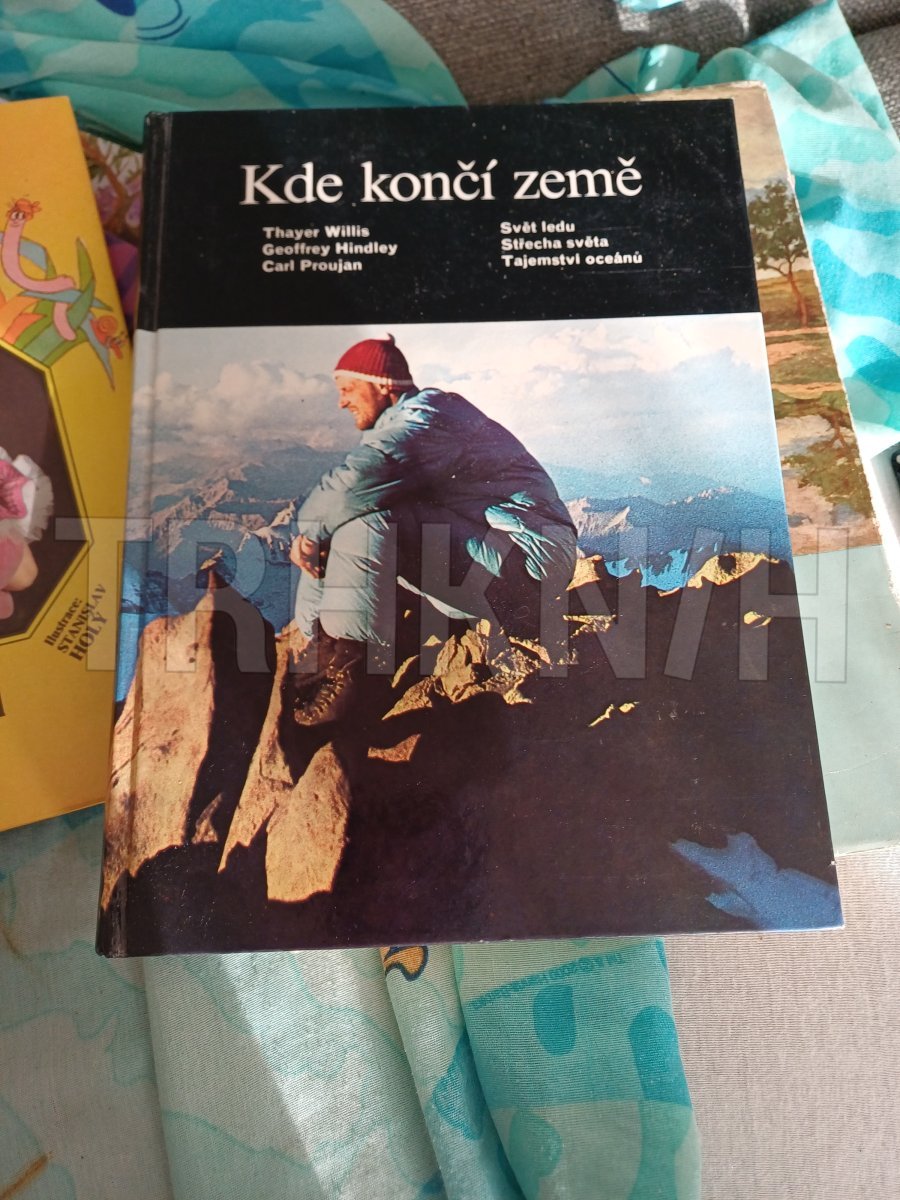 Kde končí země
Thayer Willis
Geoffrey Hindley
Carl Proujan
Svět ledu
Střecha světa
Tajemství oceánů
Ilustrace:
STANISLAV
HOLÝ
TRHKNIH